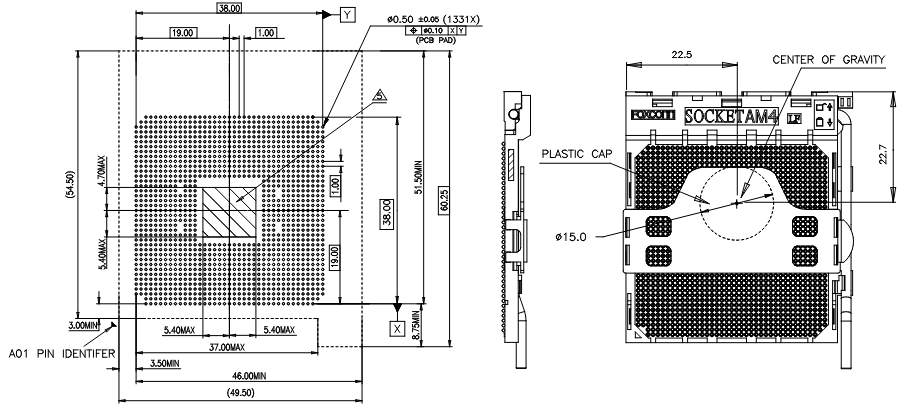 38.00
Y
ø0.50 ±0.05 (1331X)
⌖ ø0.10 X Y
(PCB PAD)
19.00
1.00
5
(54.50)
4.70MAX
5.40MAX
1.00
19.00
38.00
51.50MIN
60.25
3.00MIN
A01 PIN IDENTIFER
5.40MAX
5.40MAX
37.00MAX
X
8.75MIN
3.50MIN
46.00MIN
(49.50)
22.5
CENTER OF GRAVITY
FOXCONN
SOCKET AM4
LF
PLASTIC CAP
22.7
ø15.0